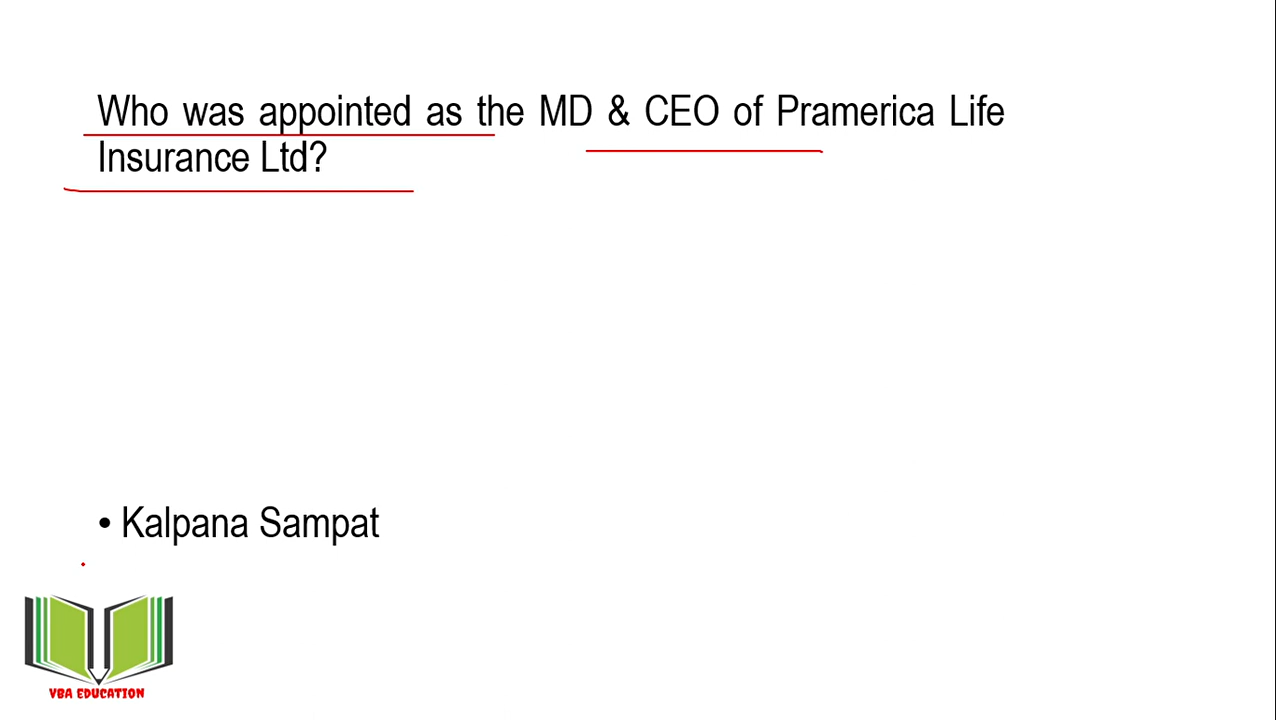 Who was appointed as the MD & CEO of Pramerica Life
Insurance Ltd?
• Kalpana Sampat
VBA EDUCATION